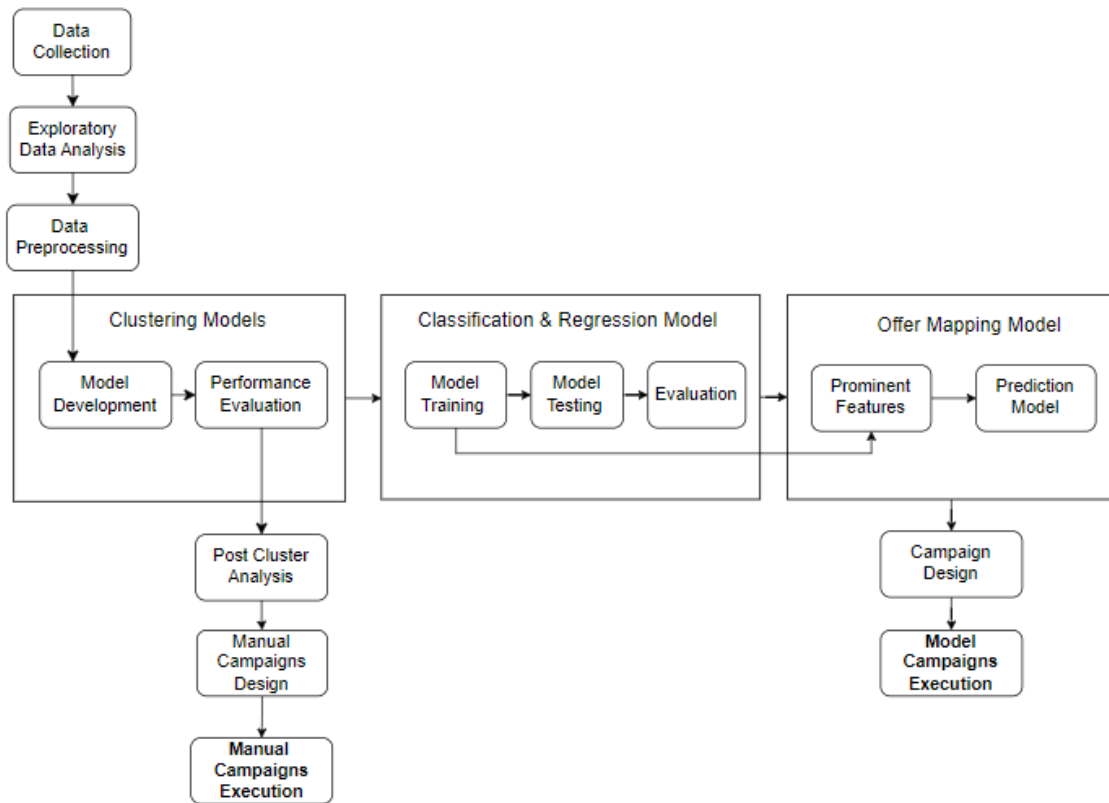 Data
Collection
Exploratory
Data Analysis
Data
Preprocessing
Clustering Models
Model
Development
Performance
Evaluation
Classification & Regression Model
Model
Training
Model
Testing
Evaluation
Offer Mapping Model
Prominent
Features
Prediction
Model
Post Cluster
Analysis
Manual
Campaigns
Design
Manual
Campaigns
Execution
Campaign
Design
Model
Campaigns
Execution